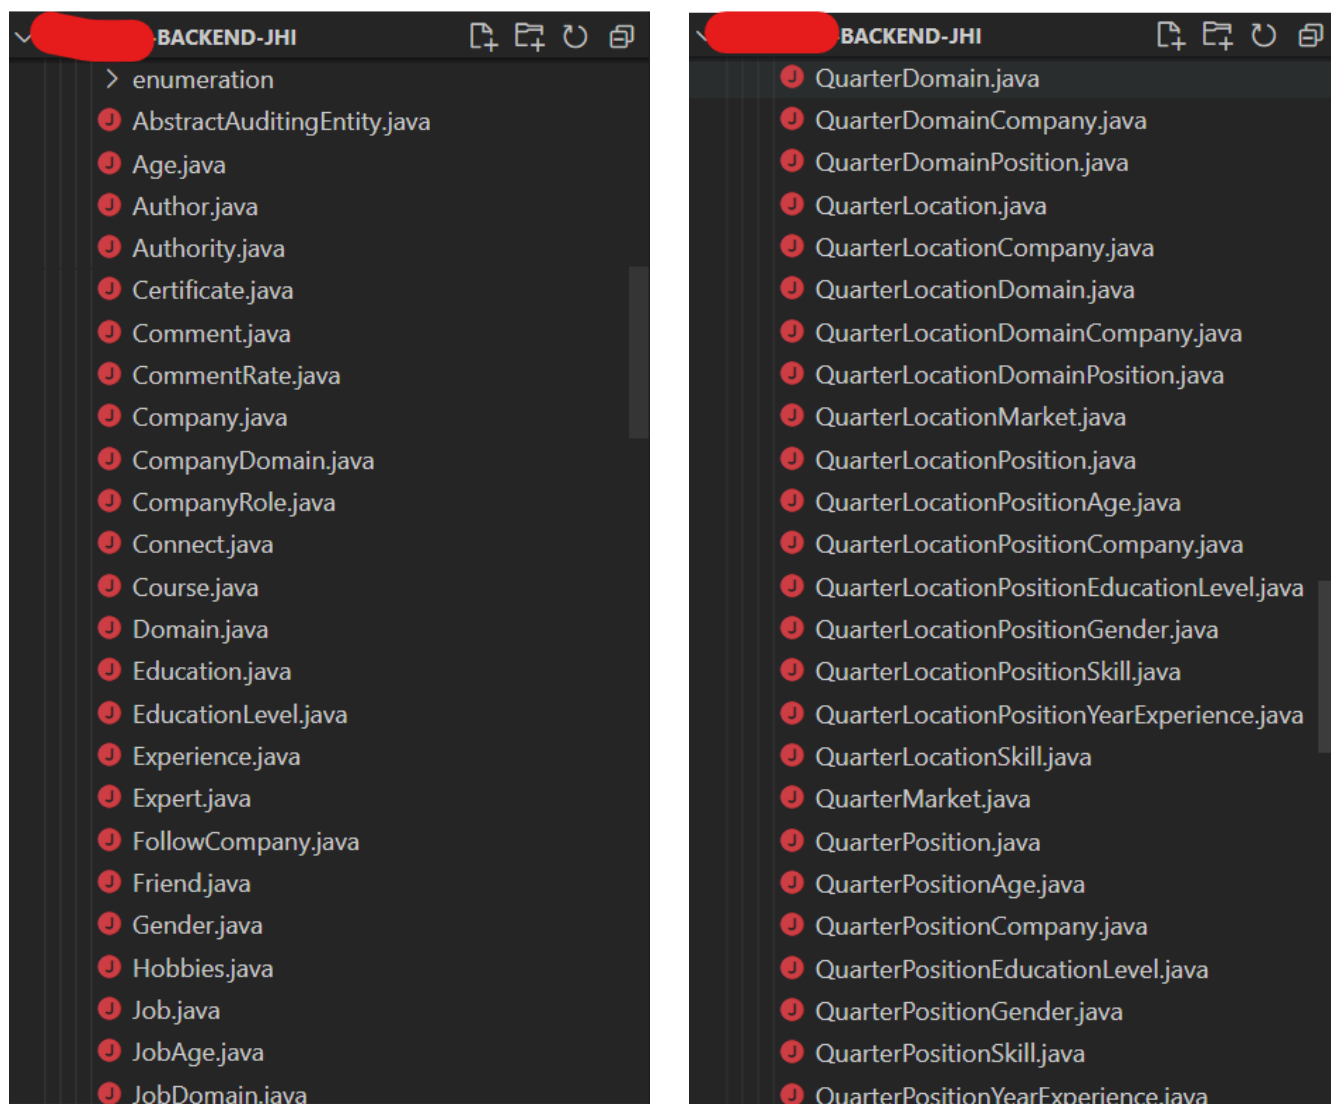 -BACKEND-JHI
enumeration
AbstractAuditingEntity.java
Age.java
Author.java
Authority.java
Certificate.java
Comment.java
CommentRate.java
Company.java
CompanyDomain.java
CompanyRole.java
Connect.java
Course.java
Domain.java
Education.java
EducationLevel.java
Experience.java
Expert.java
FollowCompany.java
Friend.java
Gender.java
Hobbies.java
Job.java
JobAge.java
JobDomain.java
-BACKEND-JHI
QuarterDomain.java
QuarterDomainCompany.java
QuarterDomainPosition.java
QuarterLocation.java
QuarterLocationCompany.java
QuarterLocationDomain.java
QuarterLocationDomainCompany.java
QuarterLocationDomainPosition.java
QuarterLocationMarket.java
QuarterLocationPosition.java
QuarterLocationPositionAge.java
QuarterLocationPositionCompany.java
QuarterLocationPositionEducationLevel.java
QuarterLocationPositionGender.java
QuarterLocationPositionSkill.java
QuarterLocationPositionYearExperience.java
QuarterLocationSkill.java
QuarterMarket.java
QuarterPosition.java
QuarterPositionAge.java
QuarterPositionCompany.java
QuarterPositionEducationLevel.java
QuarterPositionGender.java
QuarterPositionSkill.java
QuarterPositionYearExperience.java